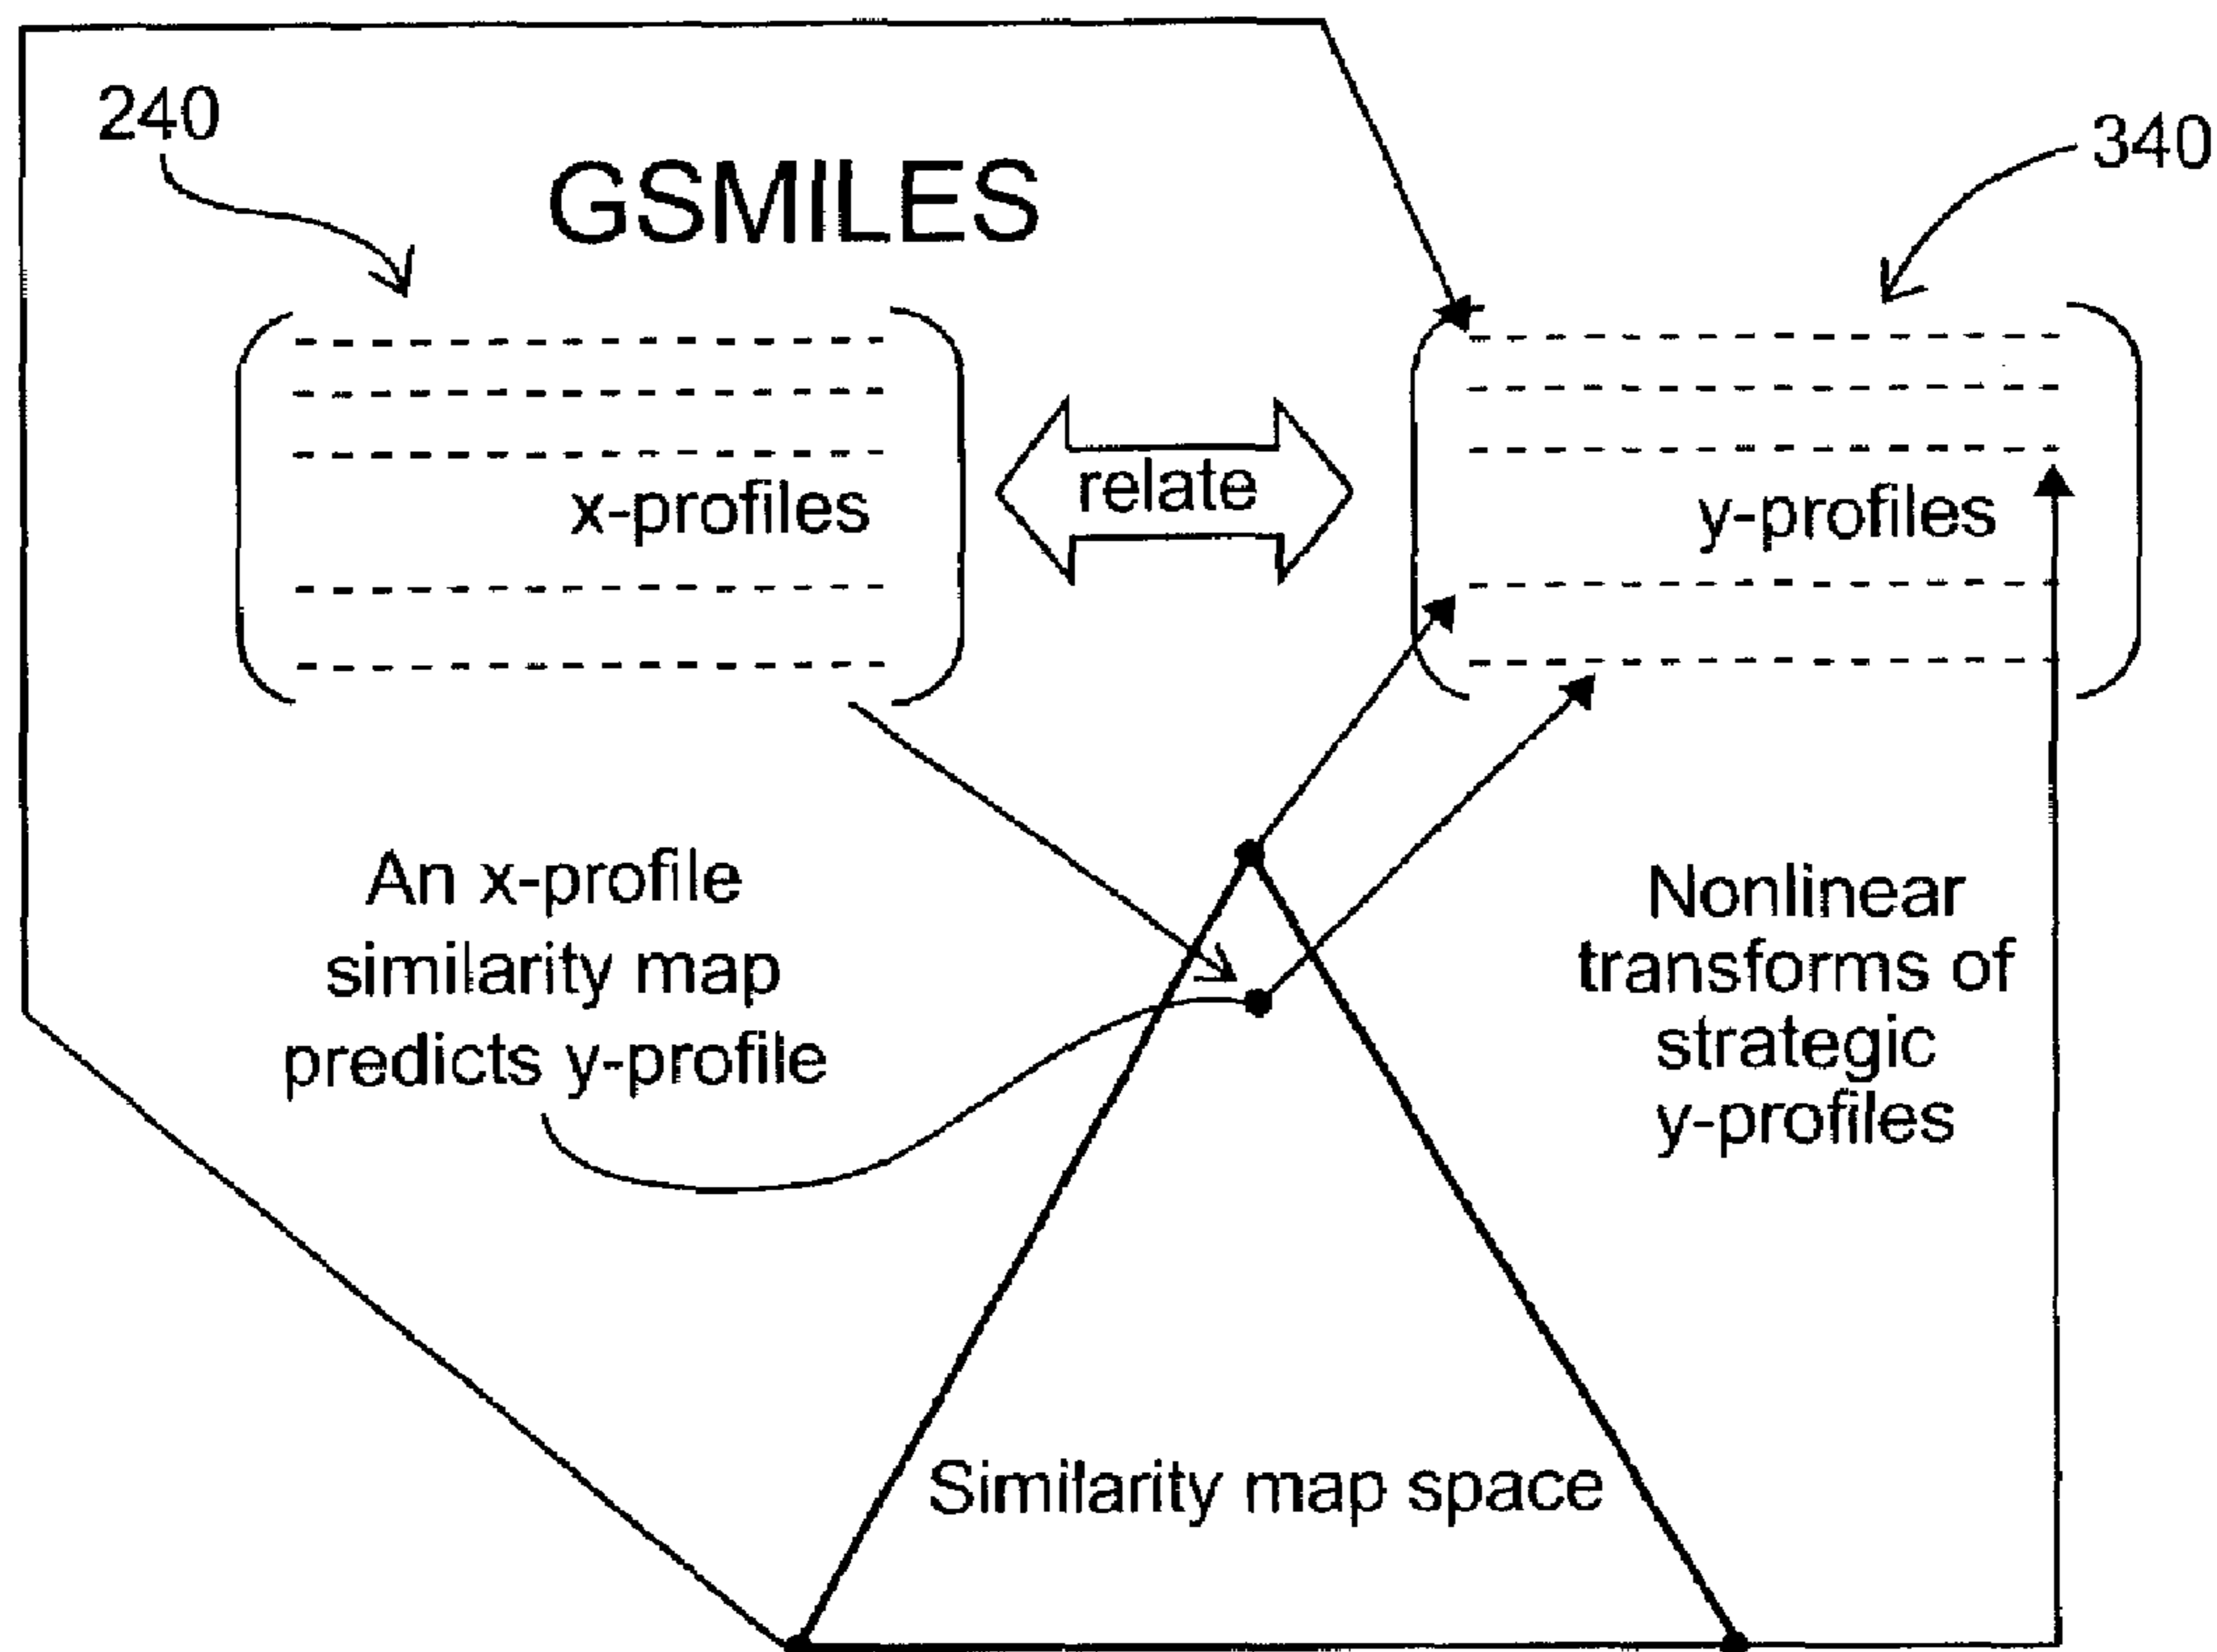 240
340
GSMILES
x-profiles
relate
y-profiles
An x-profile
similarity map
predicts y-profile
Nonlinear
transforms of
strategic
y-profiles
Similarity map space